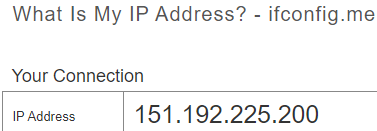 What Is My IP Address? - ifconfig.me
Your Connection
IP Address 151.192.225.200